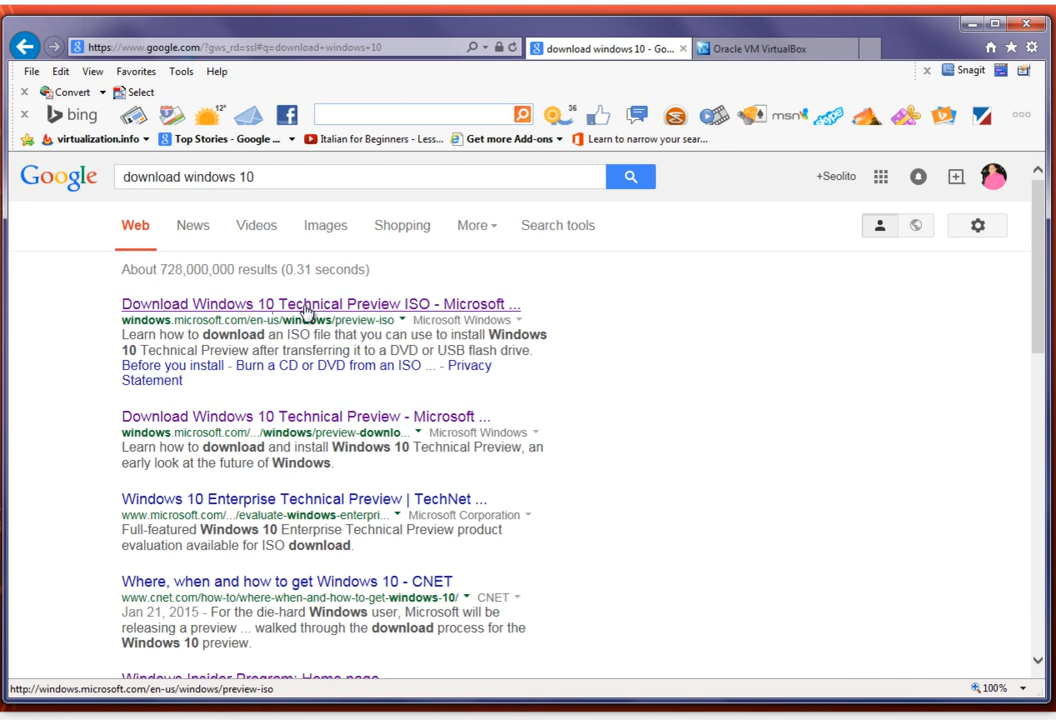 https://www.google.com/?gws_rd=ssl#q=download+windows+10
download windows 10 - Go...
Oracle VM VirtualBox
File Edit View Favorites Tools Help
Snagit
Convert Select
bing 12° 36 msn
virtualization.info Top Stories - Google ... Italian for Beginners - Less... Get more Add-ons Learn to narrow your sear...
Google download windows 10 +Seolito
Web News Videos Images Shopping More Search tools
About 728,000,000 results (0.31 seconds)
Download Windows 10 Technical Preview ISO - Microsoft ...
windows.microsoft.com/en-us/windows/preview-iso Microsoft Windows
Learn how to download an ISO file that you can use to install Windows
10 Technical Preview after transferring it to a DVD or USB flash drive.
Before you install - Burn a CD or DVD from an ISO ... - Privacy
Statement
Download Windows 10 Technical Preview - Microsoft ...
windows.microsoft.com/.../windows/preview-downlo... Microsoft Windows
Learn how to download and install Windows 10 Technical Preview, an
early look at the future of Windows.
Windows 10 Enterprise Technical Preview | TechNet ...
www.microsoft.com/.../evaluate-windows-enterpri... Microsoft Corporation
Full-featured Windows 10 Enterprise Technical Preview product
evaluation available for ISO download.
Where, when and how to get Windows 10 - CNET
www.cnet.com/how-to/where-when-and-how-to-get-windows-10/ CNET
Jan 21, 2015 - For the die-hard Windows user, Microsoft will be
releasing a preview ... walked through the download process for the
Windows 10 preview.
Windows Insider Program: Home page
http://windows.microsoft.com/en-us/windows/preview-iso
100%